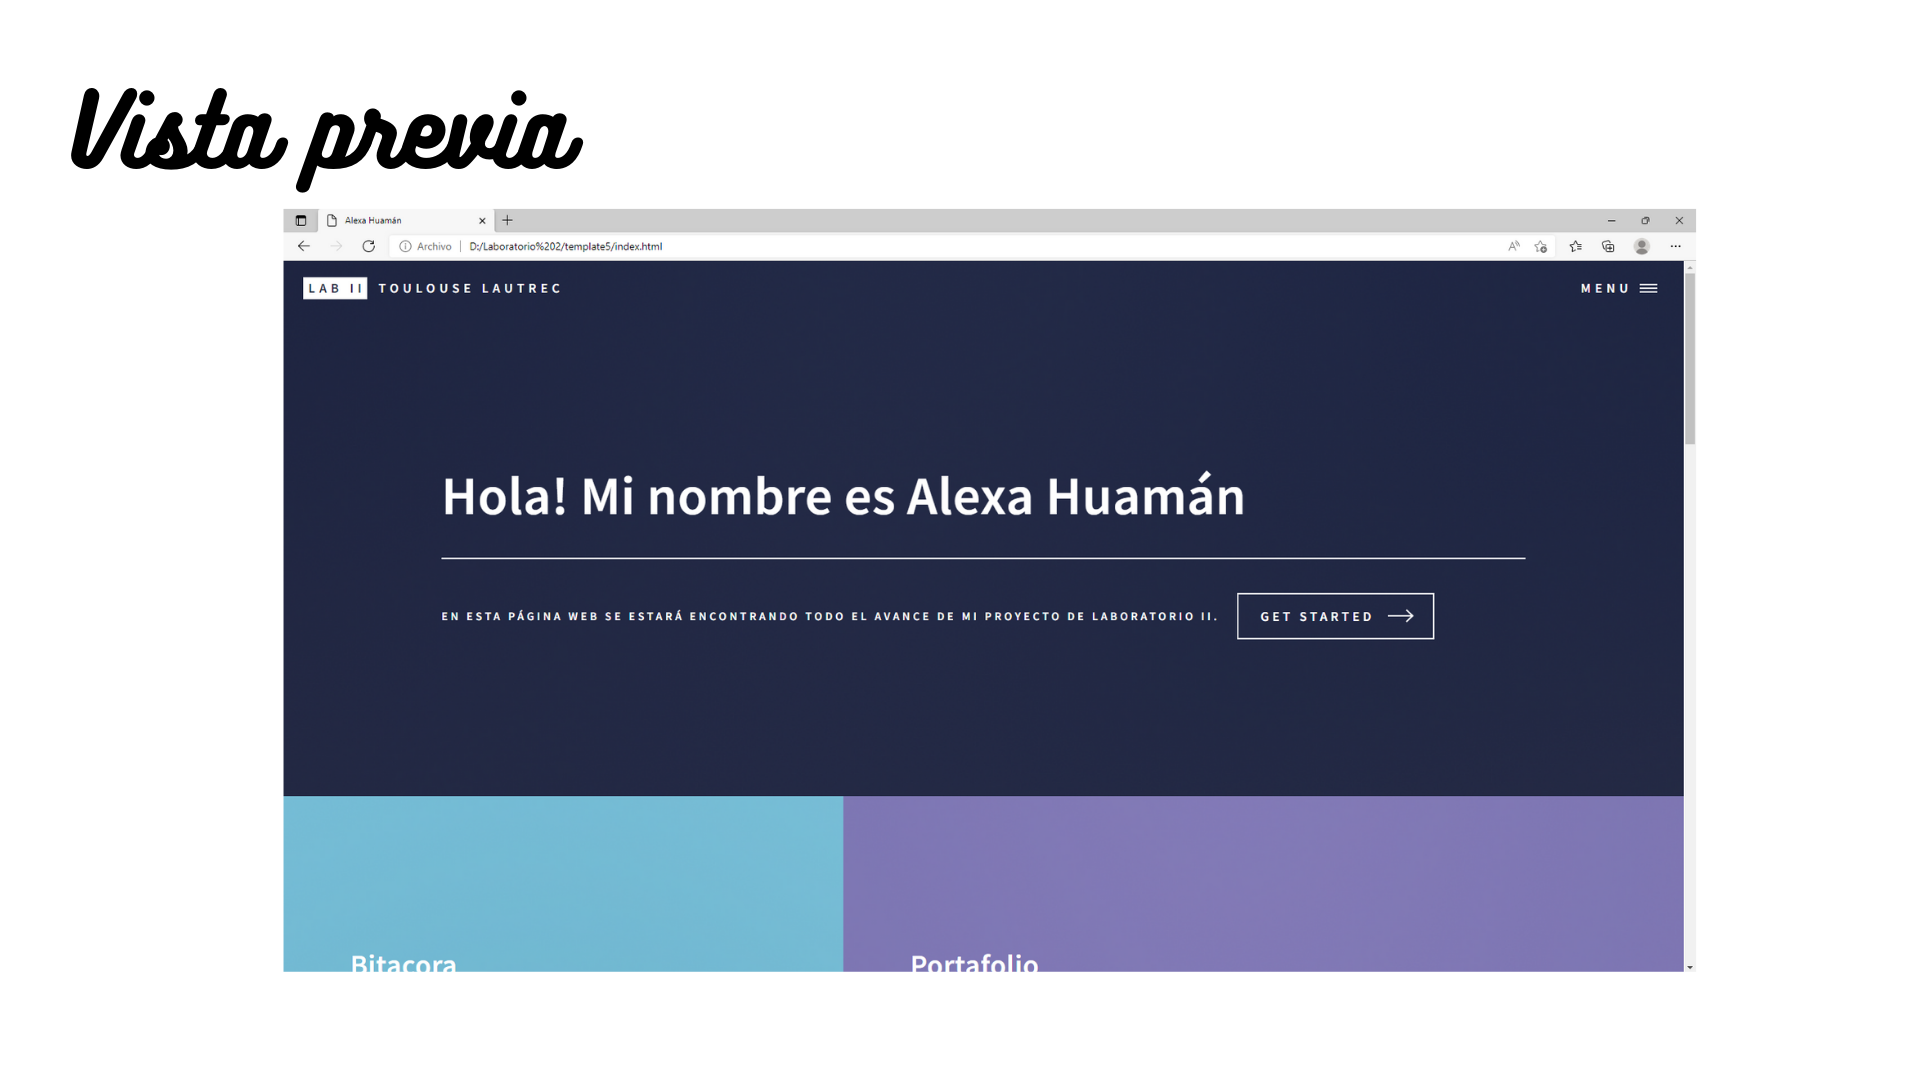 Vista previa
Alexa Huamán
Archivo | D:/Laboratorio%202/template5/index.html
LAB II TOULOUSE LAUTREC
MENU
Hola! Mi nombre es Alexa Huamán
EN ESTA PÁGINA WEB SE ESTARÁ ENCONTRANDO TODO EL AVANCE DE MI PROYECTO DE LABORATORIO II.
GET STARTED
Bitacora
Portafolio